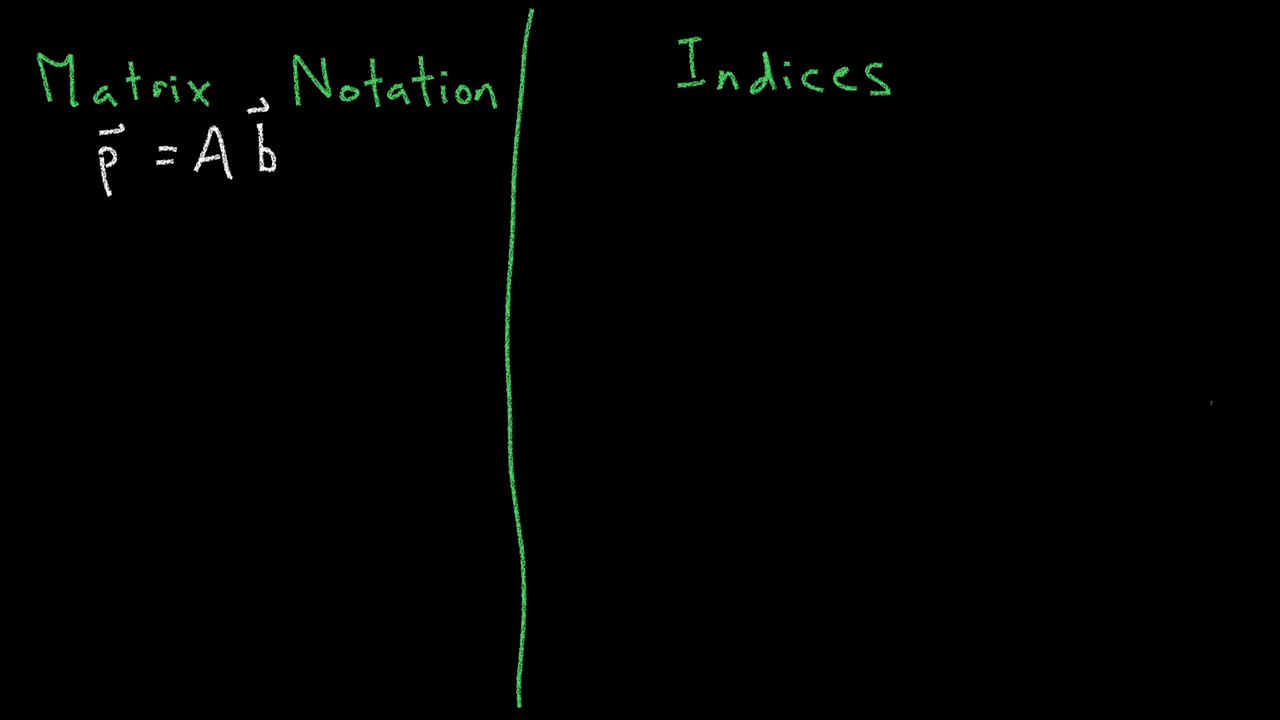 Matrix Notation
Indices
p⃗ = A b⃗